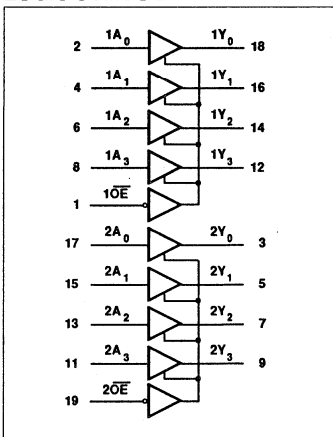 2 1A0 1Y0 18
4 1A1 1Y1 16
6 1A2 1Y2 14
8 1A3 1Y3 12
1 1OE
17 2A0 2Y0 3
15 2A1 2Y1 5
13 2A2 2Y2 7
11 2A3 2Y3 9
19 2OE